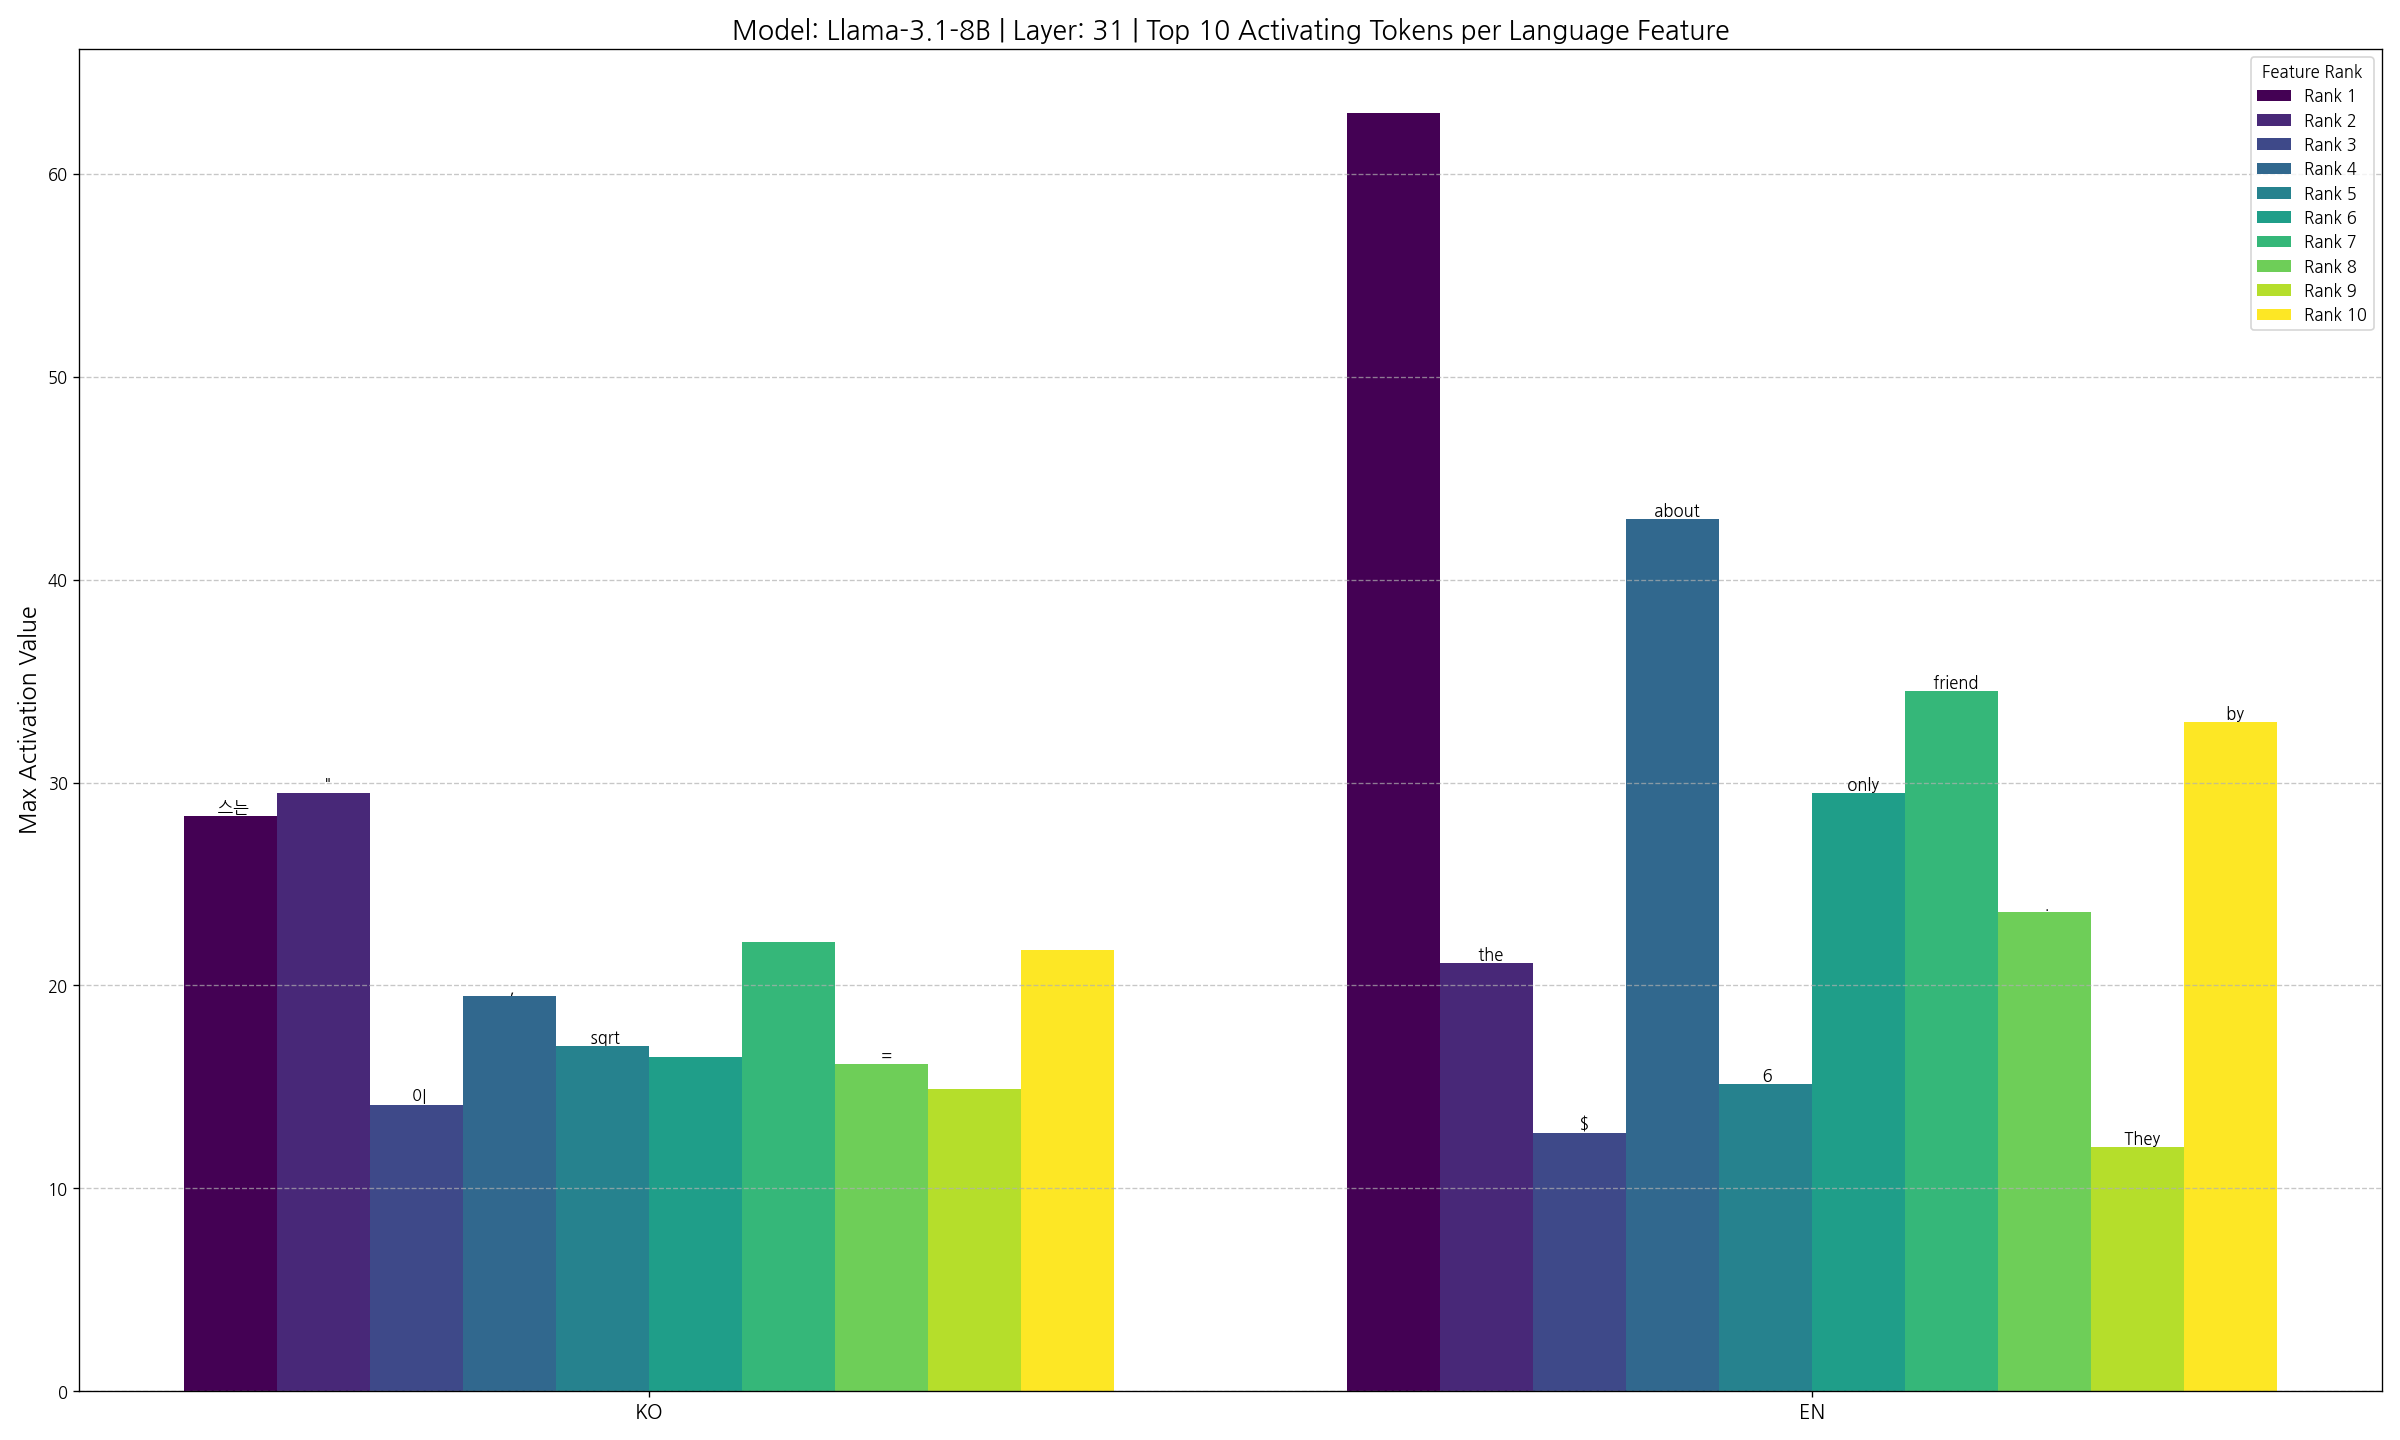 Model: Llama-3.1-8B | Layer: 31 | Top 10 Activating Tokens per Language Feature
Feature Rank
Rank 1
Rank 2
Rank 3
Rank 4
Rank 5
Rank 6
Rank 7
Rank 8
Rank 9
Rank 10
Max Activation Value
60
50
40
30
20
10
0
스는
"
이
,
sqrt
=
the
$
about
6
only
friend
.
They
by
KO
EN